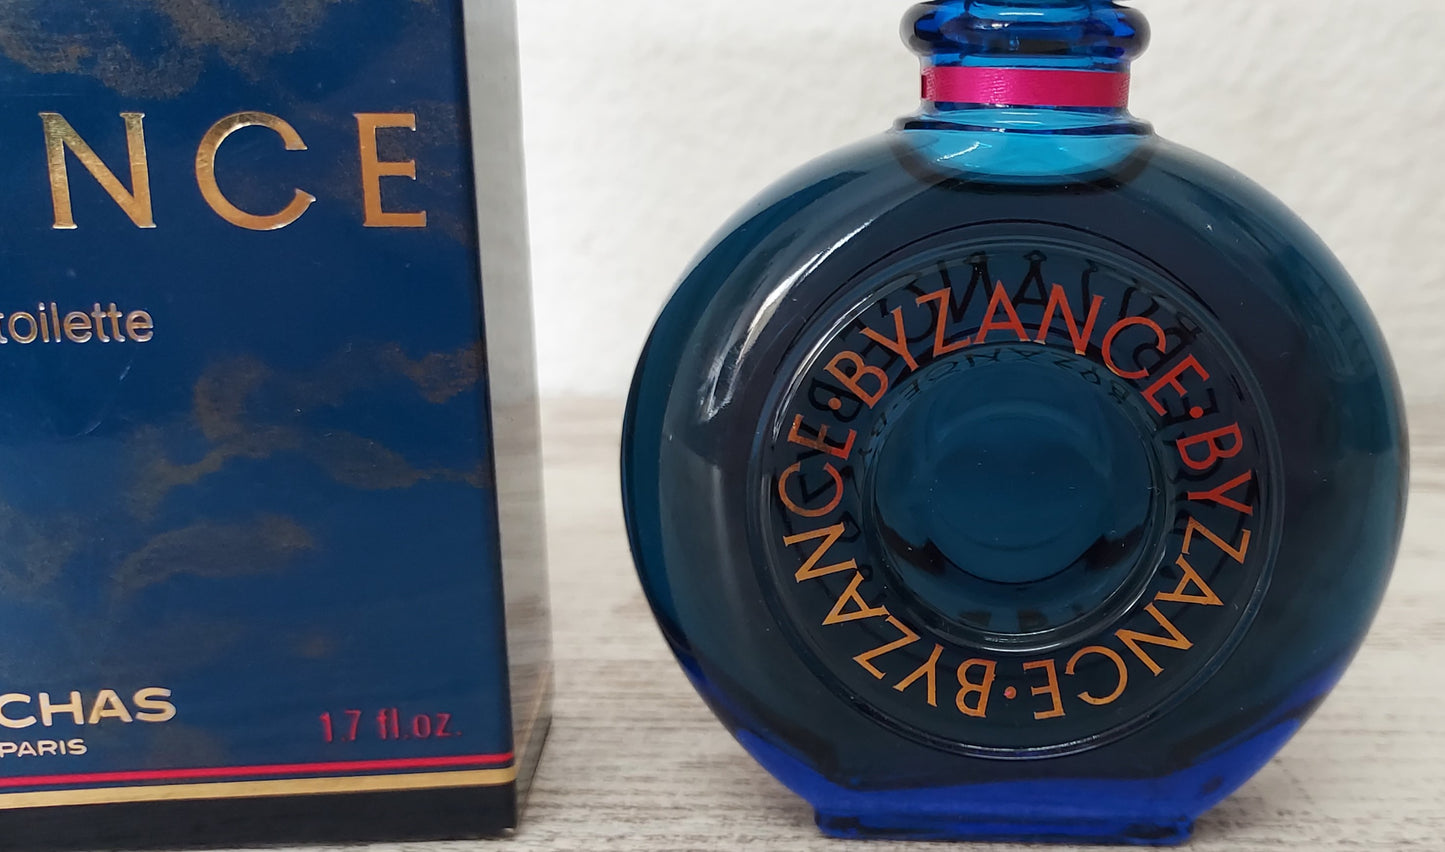 NCE
toilette
CHAS
PARIS
1.7 fl.oz.
BYZANCE·BYZANCE·BYZANCE·BYZANCE·